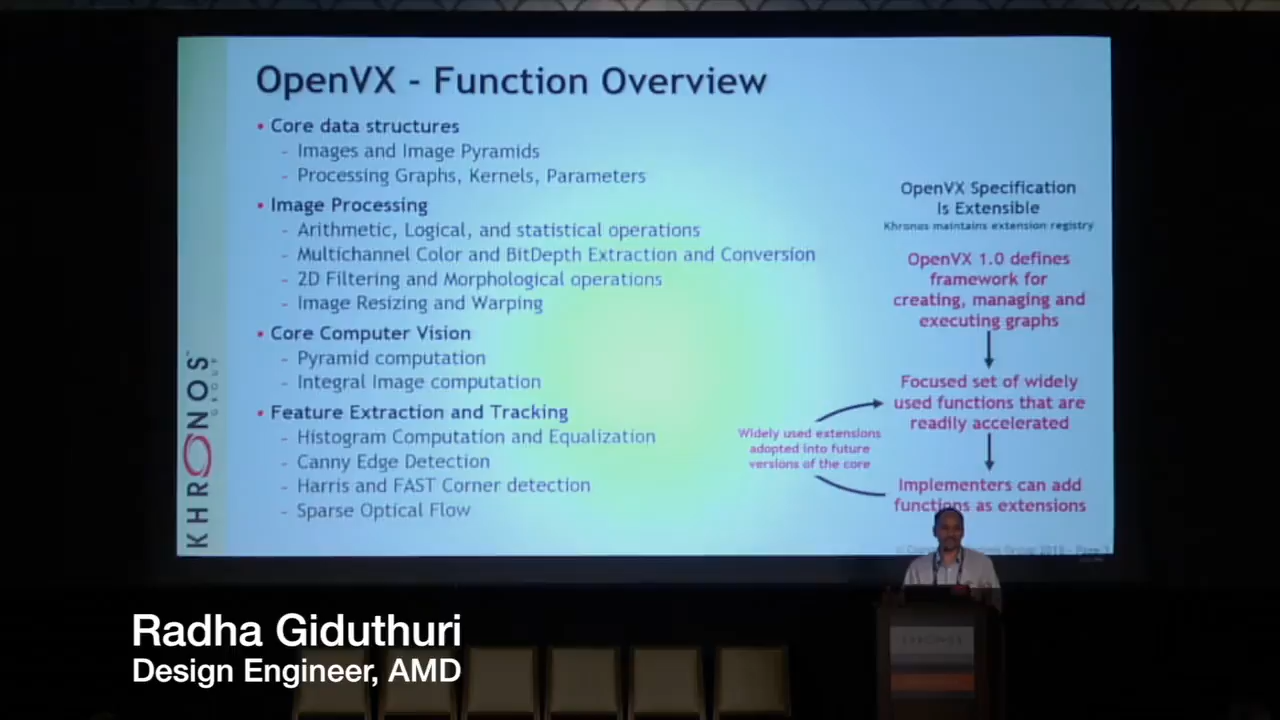 OpenVX - Function Overview
• Core data structures
- Images and Image Pyramids
- Processing Graphs, Kernels, Parameters
• Image Processing
- Arithmetic, Logical, and statistical operations
- Multichannel Color and BitDepth Extraction and Conversion
- 2D Filtering and Morphological operations
- Image Resizing and Warping
• Core Computer Vision
- Pyramid computation
- Integral Image computation
• Feature Extraction and Tracking
- Histogram Computation and Equalization
- Canny Edge Detection
- Harris and FAST Corner detection
- Sparse Optical Flow
OpenVX Specification
Is Extensible
Khronos maintains extension registry
OpenVX 1.0 defines
framework for
creating, managing and
executing graphs
Focused set of widely
used functions that are
readily accelerated
Widely used extensions
adopted into future
versions of the core
Implementers can add
functions as extensions
KHRONOS
GROUP
Radha Giduthuri
Design Engineer, AMD